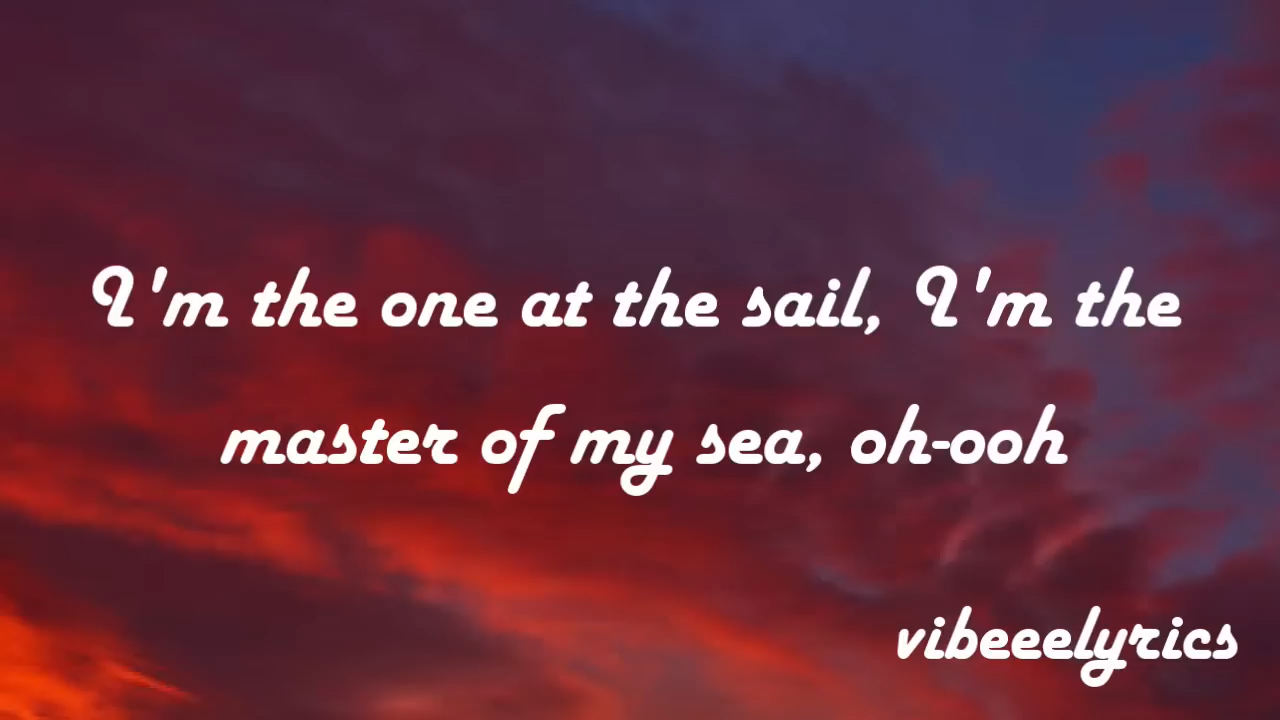 I'm the one at the sail, I'm the
master of my sea, oh-ooh
vibeeelyrics